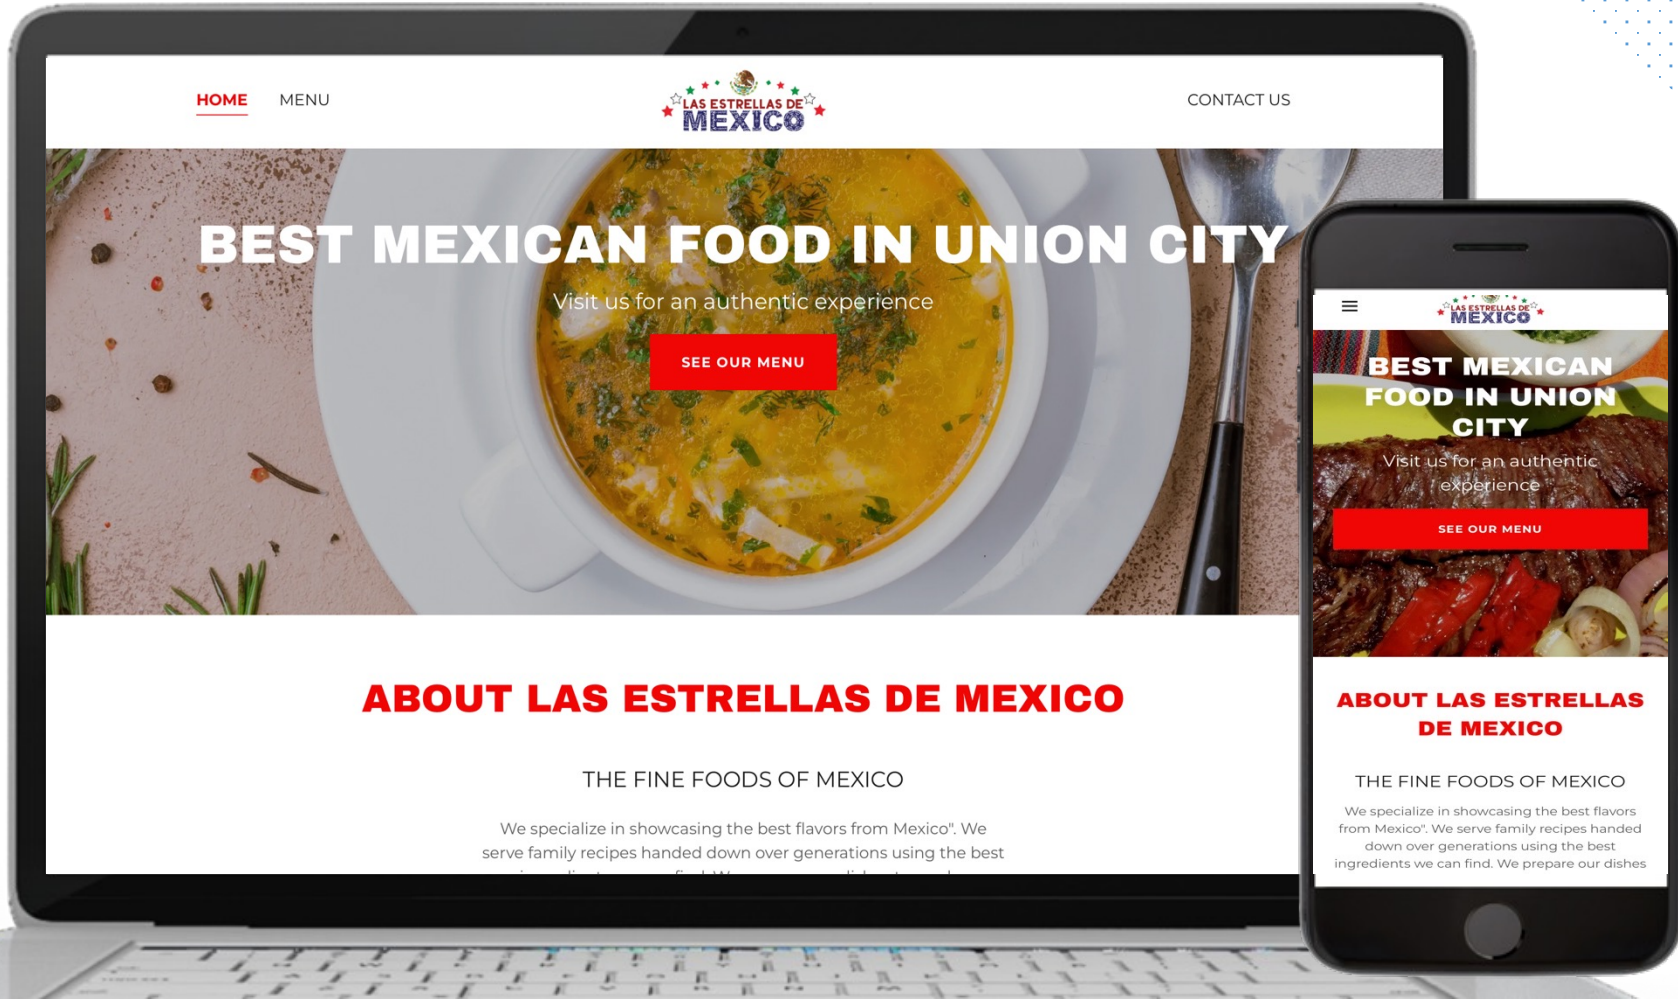 HOME MENU
LAS ESTRELLAS DE
MEXICO
CONTACT US
BEST MEXICAN FOOD IN UNION CITY
Visit us for an authentic experience
SEE OUR MENU
ABOUT LAS ESTRELLAS DE MEXICO
THE FINE FOODS OF MEXICO
We specialize in showcasing the best flavors from Mexico". We
serve family recipes handed down over generations using the best
LAS ESTRELLAS DE
MEXICO
BEST MEXICAN
FOOD IN UNION
CITY
Visit us for an authentic
experience
SEE OUR MENU
ABOUT LAS ESTRELLAS
DE MEXICO
THE FINE FOODS OF MEXICO
We specialize in showcasing the best flavors
from Mexico". We serve family recipes handed
down over generations using the best
ingredients we can find. We prepare our dishes